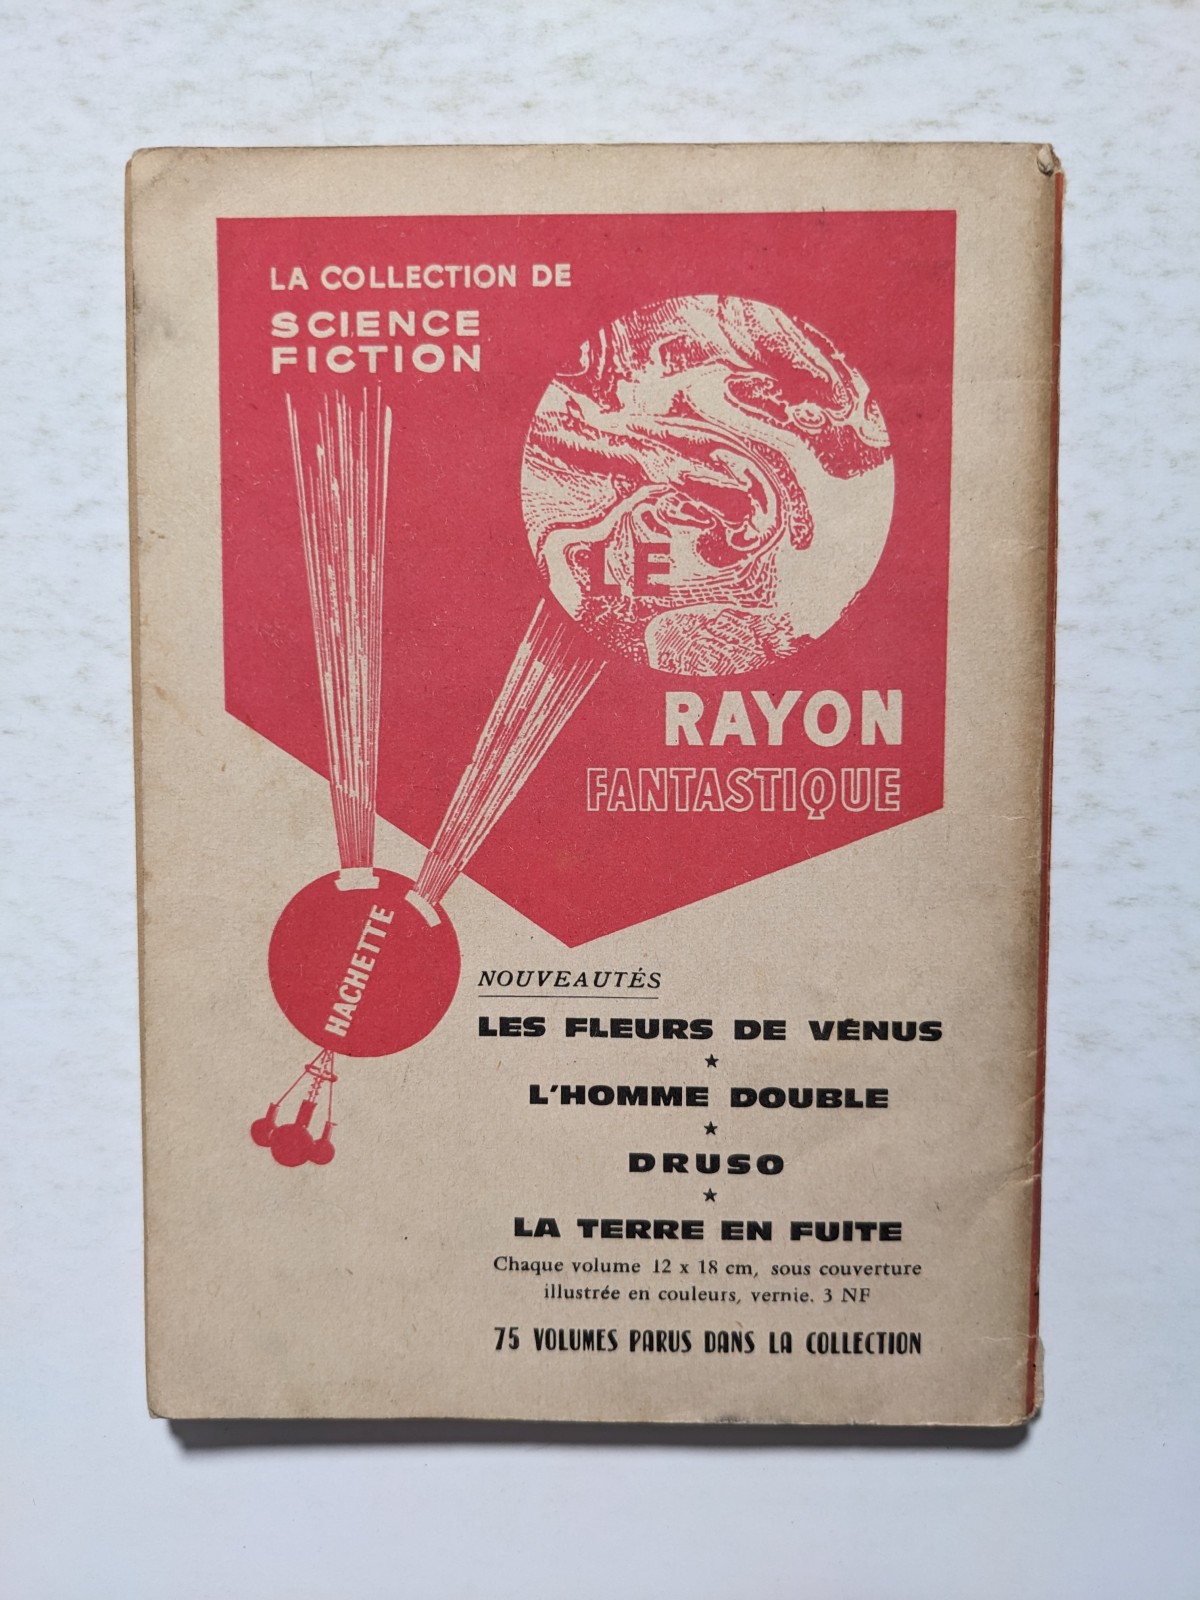 LA COLLECTION DE
SCIENCE
FICTION
LE
RAYON
FANTASTIQUE
HACHETTE
NOUVEAUTÉS
LES FLEURS DE VÉNUS
★
L'HOMME DOUBLE
★
DRUSO
★
LA TERRE EN FUITE
Chaque volume 12 x 18 cm, sous couverture
illustrée en couleurs, vernie. 3 NF
75 VOLUMES PARUS DANS LA COLLECTION